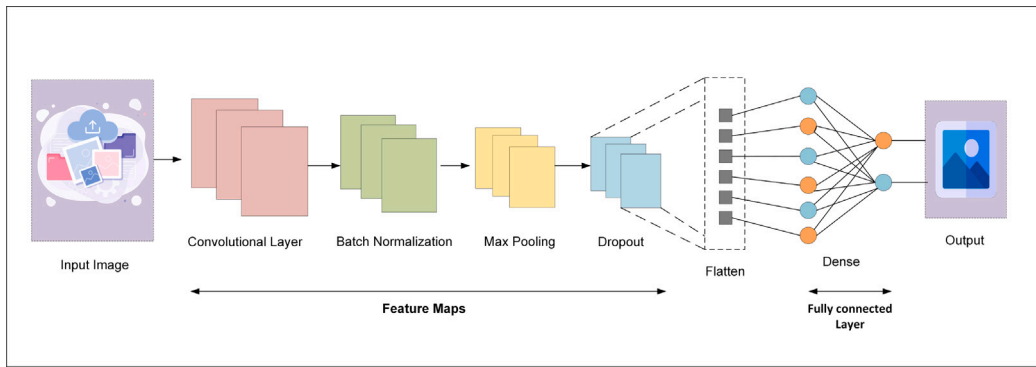 Input Image
Convolutional Layer
Batch Normalization
Max Pooling
Dropout
Flatten
Dense
Output
Feature Maps
Fully connected
Layer